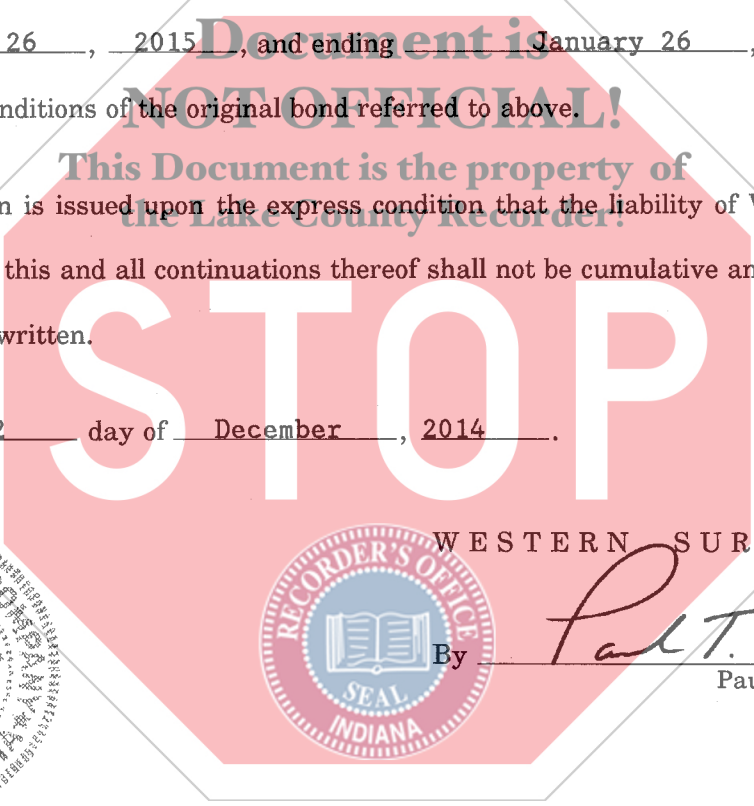 26, 2015, and ending January 26,
Document is
nditions of the original bond referred to above.
NOT OFFICIAL!
This Document is the property of
n is issued upon the express condition that the liability of
the Lake County Recorder!
this and all continuations thereof shall not be cumulative an
written.
STOP
day of December, 2014.
WESTERN SUR
RECORDER'S OFFICE
SEAL
INDIANA
By Paul T.
Pau